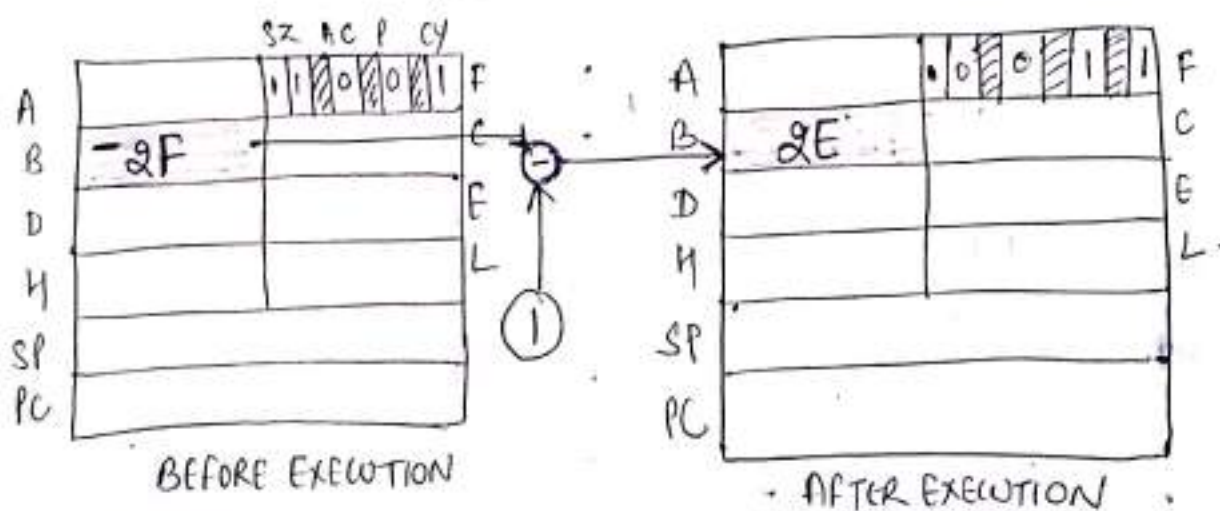 SZ AC P CY
1 1 0 0 1 F
A
B 2F C
D E
H L
SP
PC
-
1
BEFORE EXECUTION
0 0 1 1 F
A
B 2E C
D E
H L
SP
PC
AFTER EXECUTION